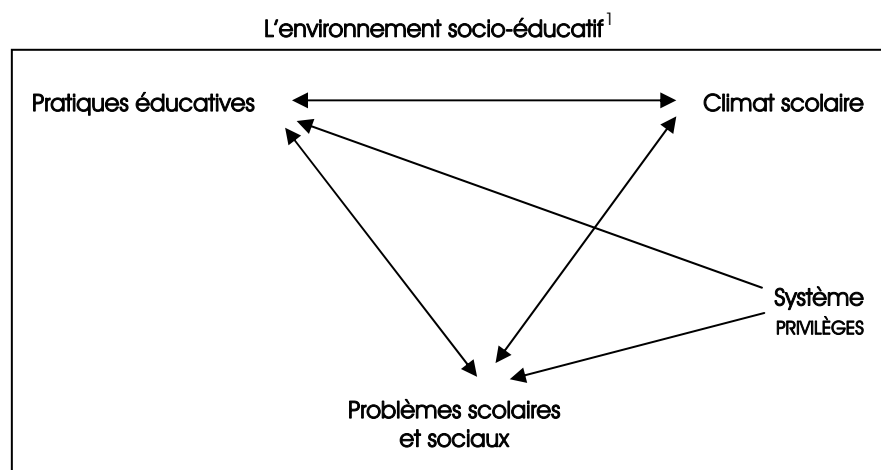 L'environnement socio-éducatif¹
Pratiques éducatives
Climat scolaire
Système
PRIVILÈGES
Problèmes scolaires
et sociaux